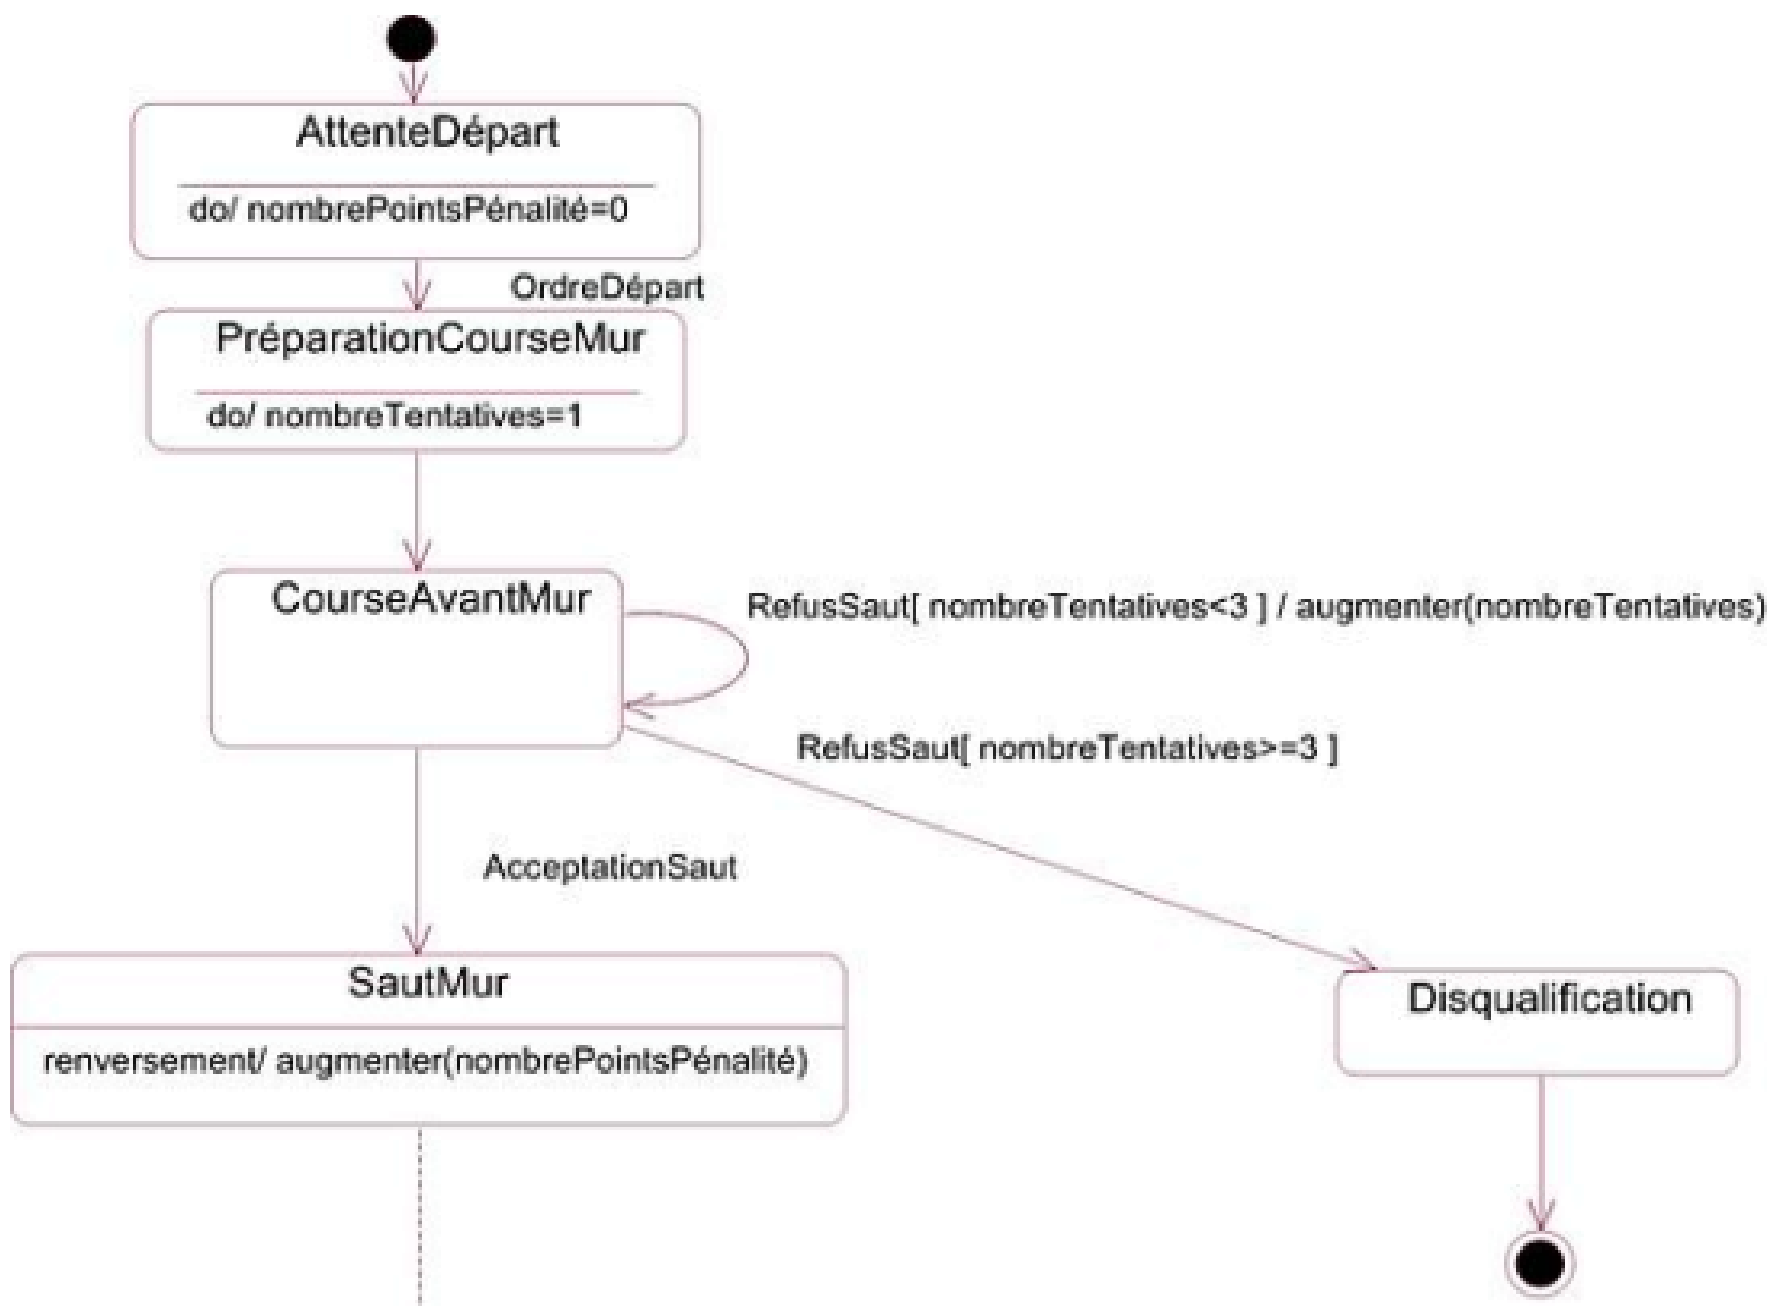 AttenteDépart
do/ nombrePointsPénalité=0
OrdreDépart
PréparationCourseMur
do/ nombreTentatives=1
CourseAvantMur
RefusSaut[ nombreTentatives<3 ] / augmenter(nombreTentatives)
RefusSaut[ nombreTentatives>=3 ]
AcceptationSaut
SautMur
renversement/ augmenter(nombrePointsPénalité)
Disqualification